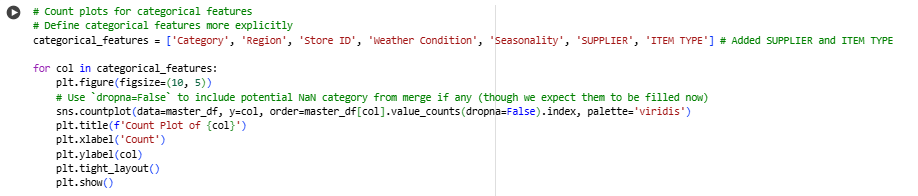 # Count plots for categorical features
# Define categorical features more explicitly
categorical_features = ['Category', 'Region', 'Store ID', 'Weather Condition', 'Seasonality', 'SUPPLIER', 'ITEM TYPE'] # Added SUPPLIER and ITEM TYPE
for col in categorical_features:
    plt.figure(figsize=(10, 5))
    # Use `dropna=False` to include potential NaN category from merge if any (though we expect them to be filled now)
    sns.countplot(data=master_df, y=col, order=master_df[col].value_counts(dropna=False).index, palette='viridis')
    plt.title(f'Count Plot of {col}')
    plt.xlabel('Count')
    plt.ylabel(col)
    plt.tight_layout()
    plt.show()